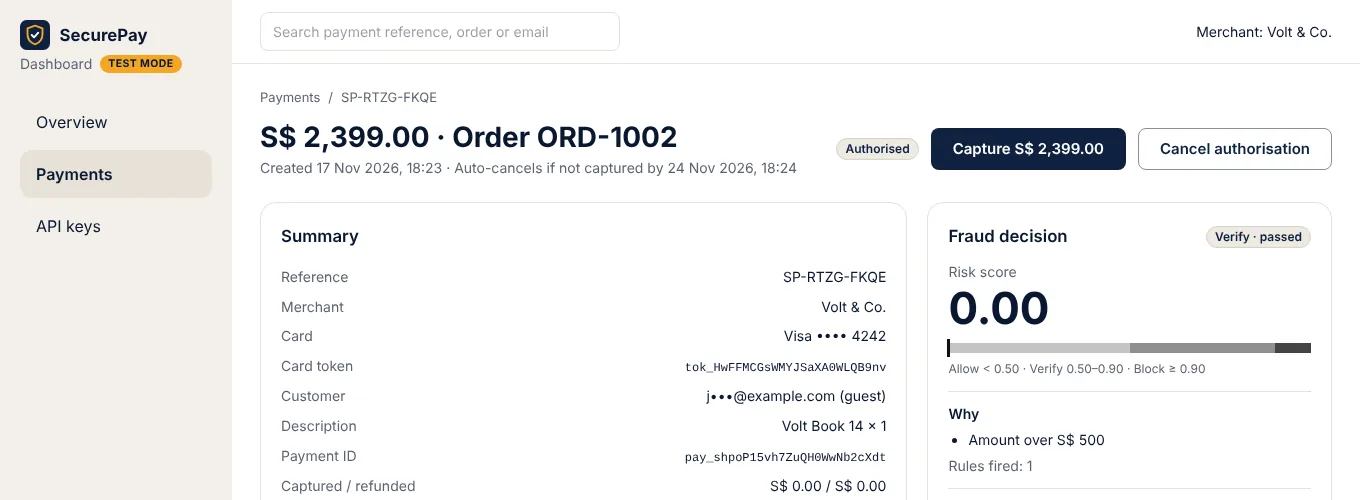 SecurePay
Dashboard TEST MODE
Overview
Payments
API keys
Search payment reference, order or email
Merchant: Volt & Co.
Payments / SP-RTZG-FKQE
S$ 2,399.00 · Order ORD-1002
Created 17 Nov 2026, 18:23 · Auto-cancels if not captured by 24 Nov 2026, 18:24
Authorised
Capture S$ 2,399.00
Cancel authorisation
Summary
Reference SP-RTZG-FKQE
Merchant Volt & Co.
Card Visa •••• 4242
Card token tok_HwFFMCGsWMYJSaXA0WLQB9nv
Customer j•••@example.com (guest)
Description Volt Book 14 × 1
Payment ID pay_shpoP15vh7ZuQH0WwNb2cXdt
Captured / refunded S$ 0.00 / S$ 0.00
Fraud decision Verify · passed
Risk score
0.00
Allow < 0.50 · Verify 0.50–0.90 · Block ≥ 0.90
Why
• Amount over S$ 500
Rules fired: 1